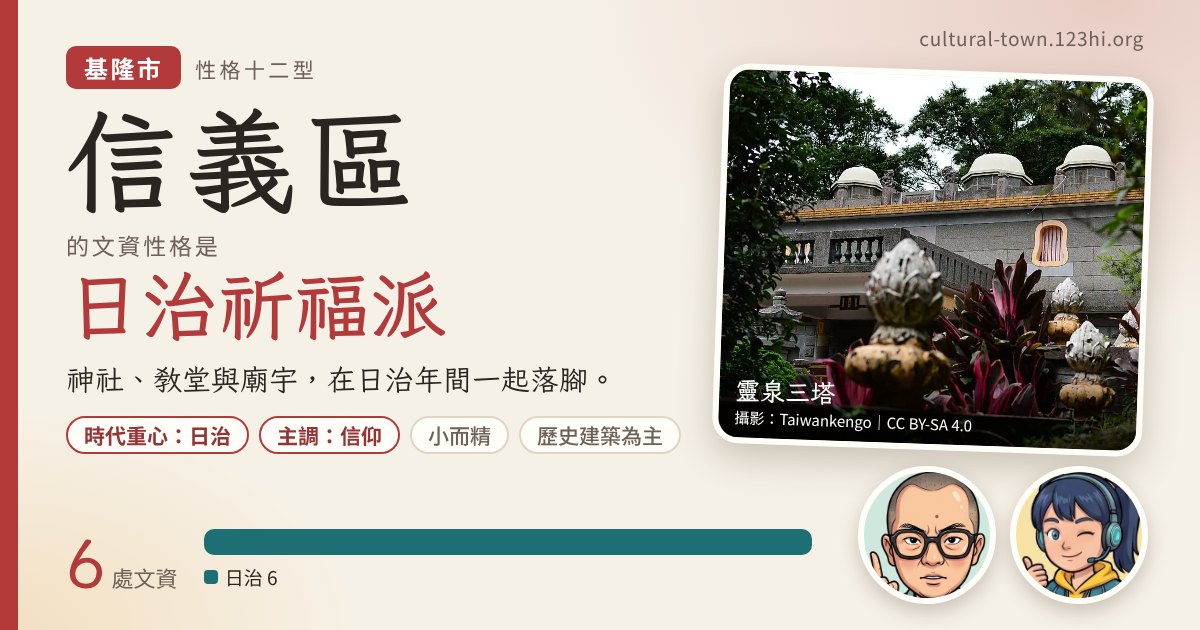 cultural-town.123hi.org
基隆市 性格十二型
信義區
的文資性格是
日治祈福派
神社、教堂與廟宇，在日治年間一起落腳。
時代重心：日治 主調：信仰 小而精 歷史建築為主
靈泉三塔
攝影：Taiwankengo｜CC BY-SA 4.0
6 處文資
日治 6